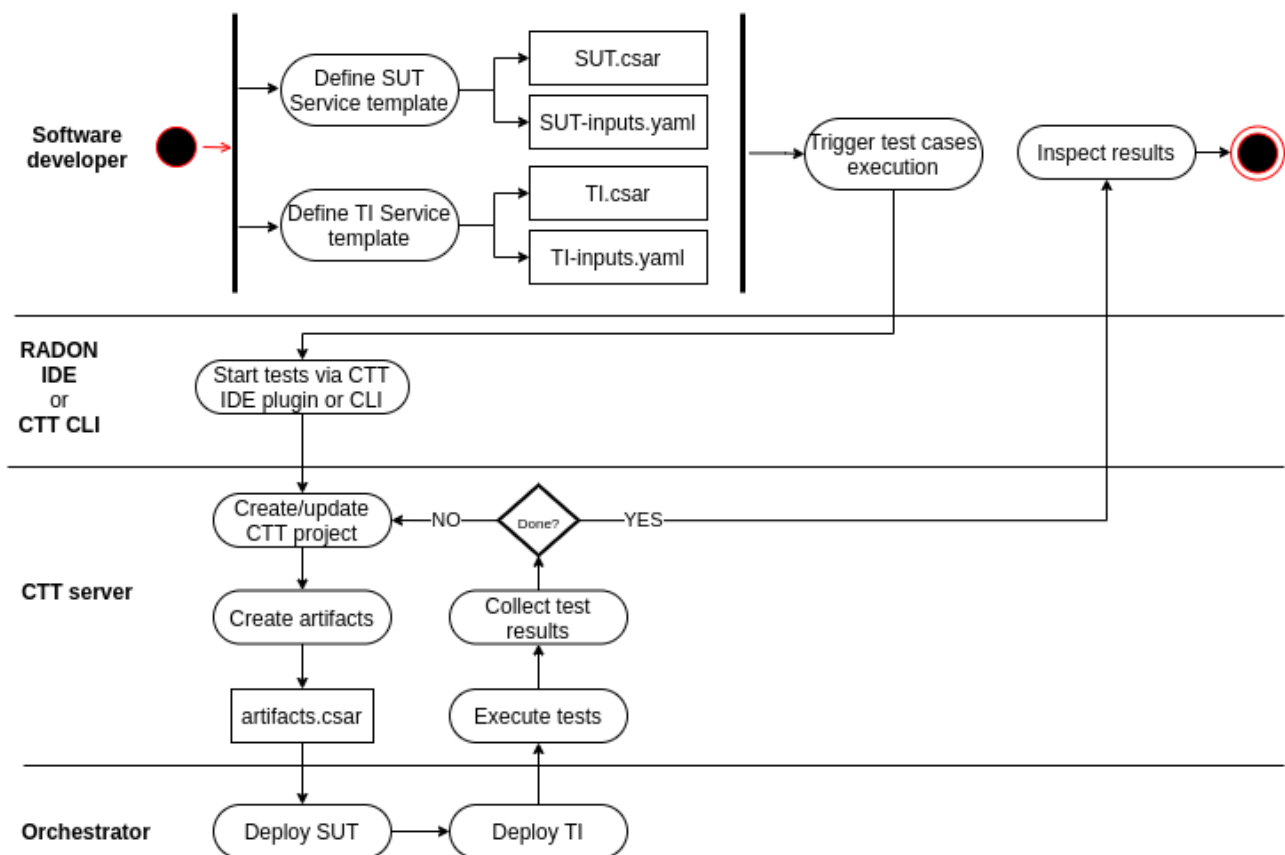 Software
developer
Define SUT
Service template
SUT.csar
SUT-inputs.yaml
Define TI Service
template
TI.csar
TI-inputs.yaml
Trigger test cases
execution
Inspect results
RADON
IDE
or
CTT CLI
Start tests via CTT
IDE plugin or CLI
CTT server
Create/update
CTT project
NO
Done?
YES
Create artifacts
Collect test
results
artifacts.csar
Execute tests
Orchestrator
Deploy SUT
Deploy TI